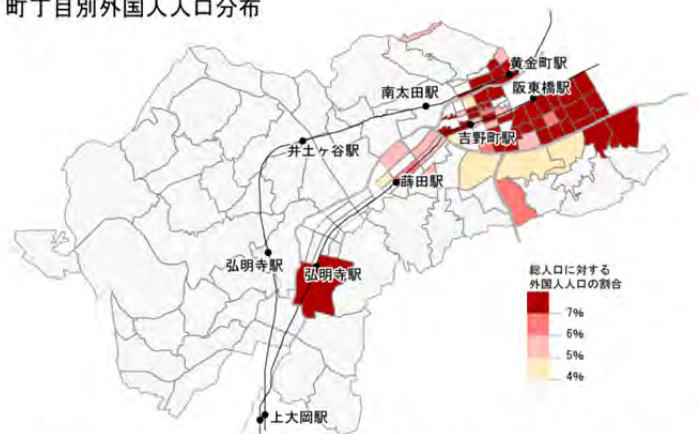 町丁目別外国人人口分布
黄金町駅
阪東橋駅
南太田駅
吉野町駅
井土ヶ谷駅
蒔田駅
弘明寺駅
弘明寺駅
総人口に対する
外国人人口の割合
7%
6%
5%
4%
上大岡駅